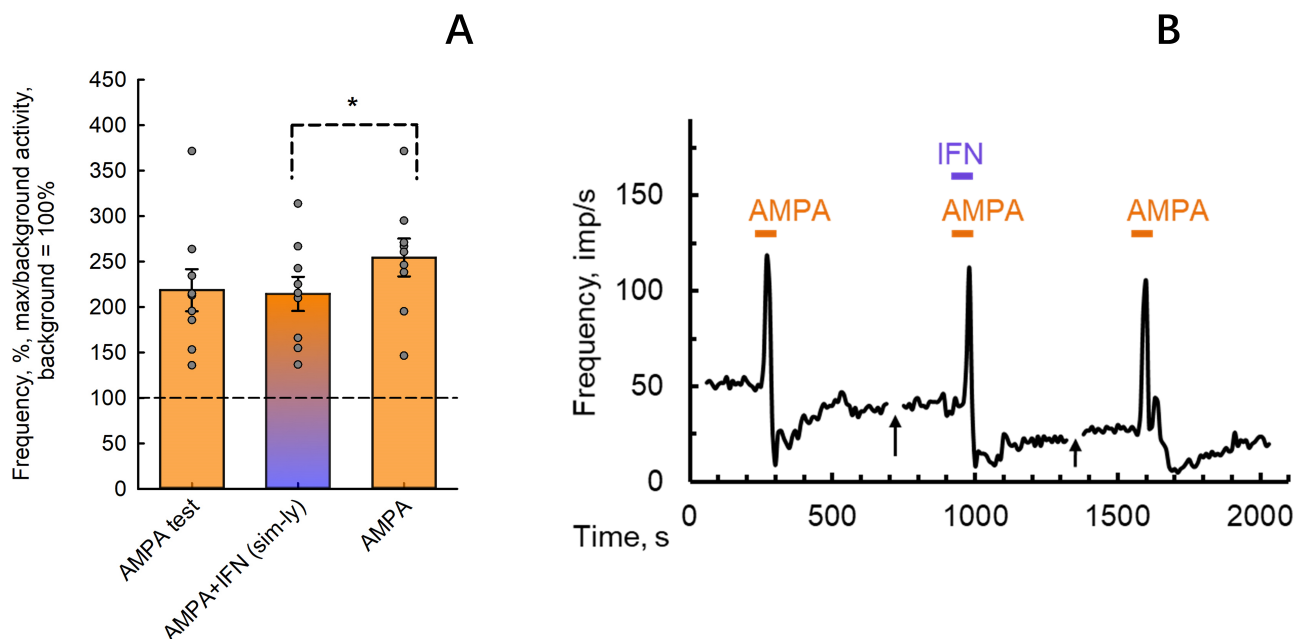 A
Frequency, %, max/background activity,
background = 100%
450
400
350
300
250
200
150
100
50
0
*
AMPA test
AMPA+IFN (sim-ly)
AMPA
B
Frequency, imp/s
150
100
50
0
IFN
AMPA
AMPA
AMPA
0
500
1000
1500
2000
Time, s